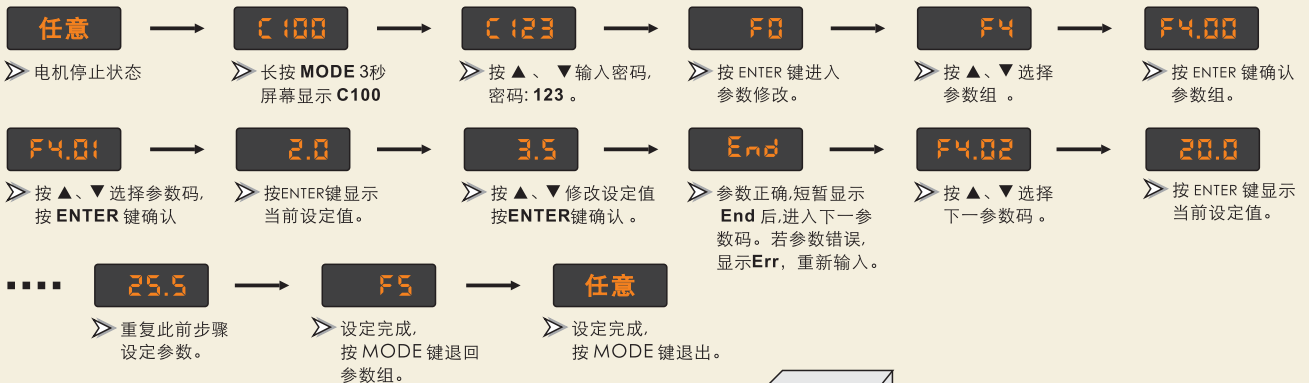 任意
C100
C123
F0
F4
F4.00
电机停止状态
长按 MODE 3秒
屏幕显示 C100
按 ▲ 、 ▼输入密码,
密码: 123 。
按 ENTER 键进入
参数修改。
按 ▲、▼ 选择
参数组 。
按 ENTER 键确认
参数组。
F4.01
2.0
3.5
End
F4.02
20.0
按 ▲、▼ 选择参数码,
按 ENTER 键确认
按ENTER键显示
当前设定值。
按 ▲、▼ 修改设定值
按ENTER键确认 。
参数正确,短暂显示
End 后,进入下一参
数码。若参数错误,
显示Err，重新输入。
按 ▲、▼ 选择
下一参数码 。
按 ENTER 键显示
当前设定值。
25.5
F5
任意
重复此前步骤
设定参数。
设定完成,
按 MODE 键退回
参数组。
设定完成,
按 MODE 键退出。